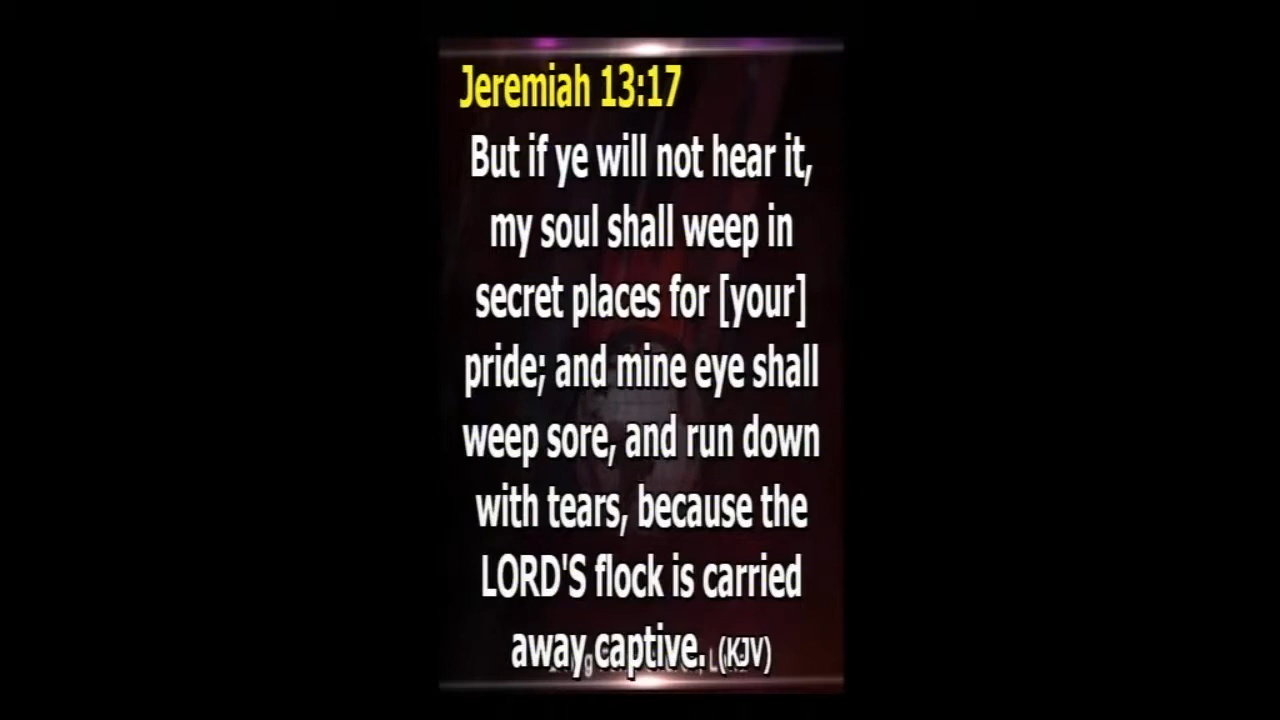 Jeremiah 13:17
But if ye will not hear it,
my soul shall weep in
secret places for [your]
pride; and mine eye shall
weep sore, and run down
with tears, because the
LORD'S flock is carried
away captive. (KJV)